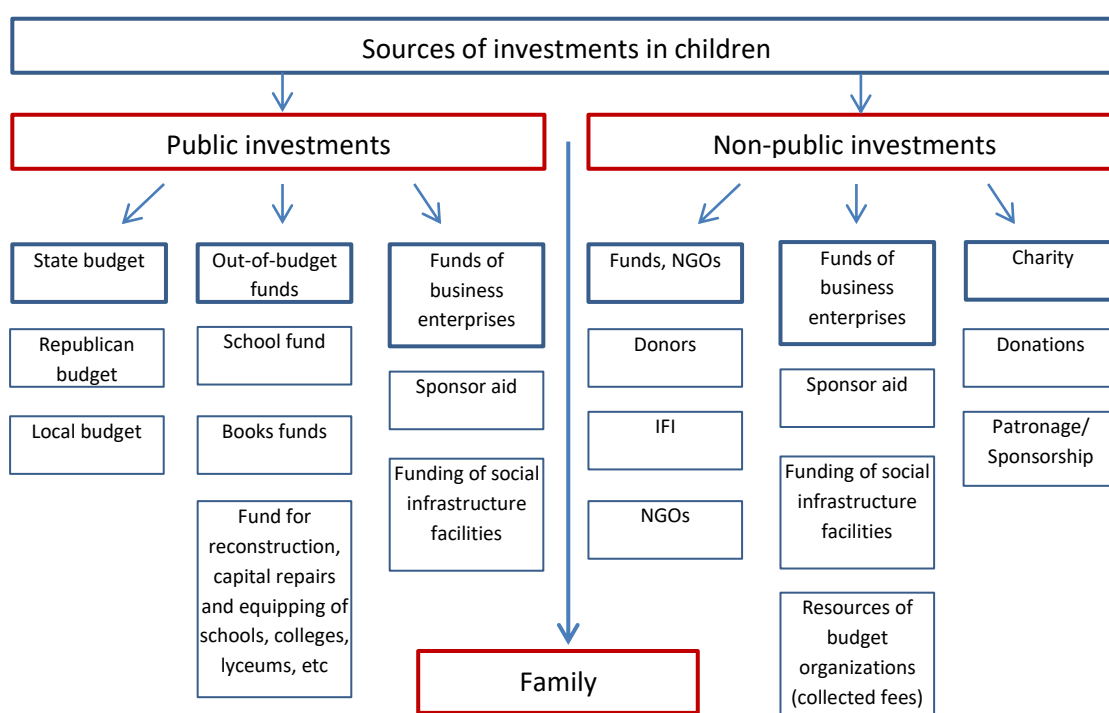 Sources of investments in children
Public investments
Non-public investments
State budget
Republican
budget
Local budget
Out-of-budget
funds
School fund
Books funds
Fund for
reconstruction,
capital repairs
and equipping of
schools, colleges,
lyceums, etc
Funds of
business
enterprises
Sponsor aid
Funding of social
infrastructure
facilities
Funds, NGOs
Donors
IFI
NGOs
Funds of
business
enterprises
Sponsor aid
Funding of social
infrastructure
facilities
Resources of
budget
organizations
(collected fees)
Charity
Donations
Patronage/
Sponsorship
Family